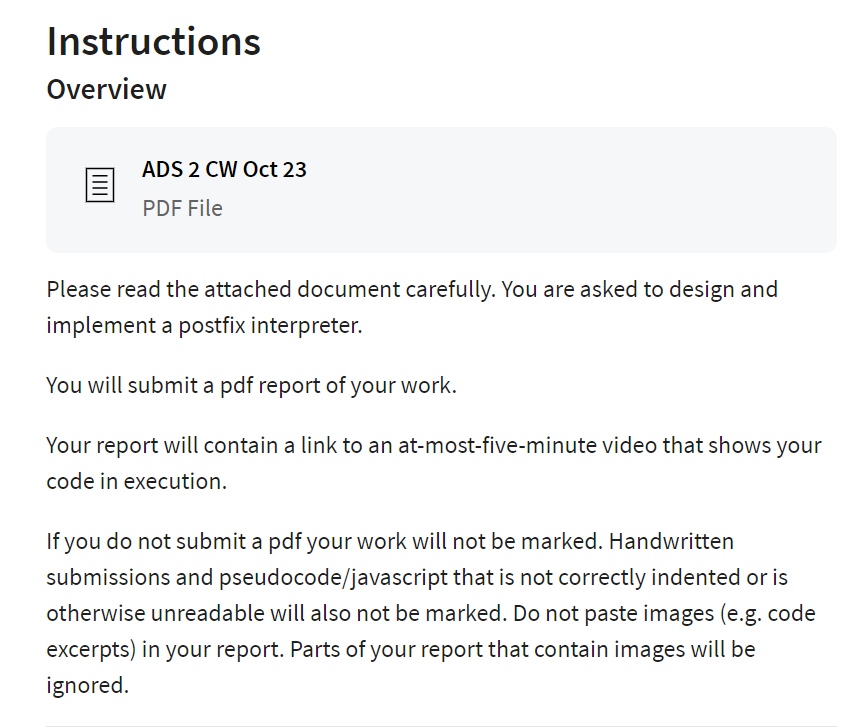 Instructions
Overview
ADS 2 CW Oct 23
PDF File
Please read the attached document carefully. You are asked to design and
implement a postfix interpreter.
You will submit a pdf report of your work.
Your report will contain a link to an at-most-five-minute video that shows your
code in execution.
If you do not submit a pdf your work will not be marked. Handwritten
submissions and pseudocode/javascript that is not correctly indented or is
otherwise unreadable will also not be marked. Do not paste images (e.g. code
excerpts) in your report. Parts of your report that contain images will be
ignored.